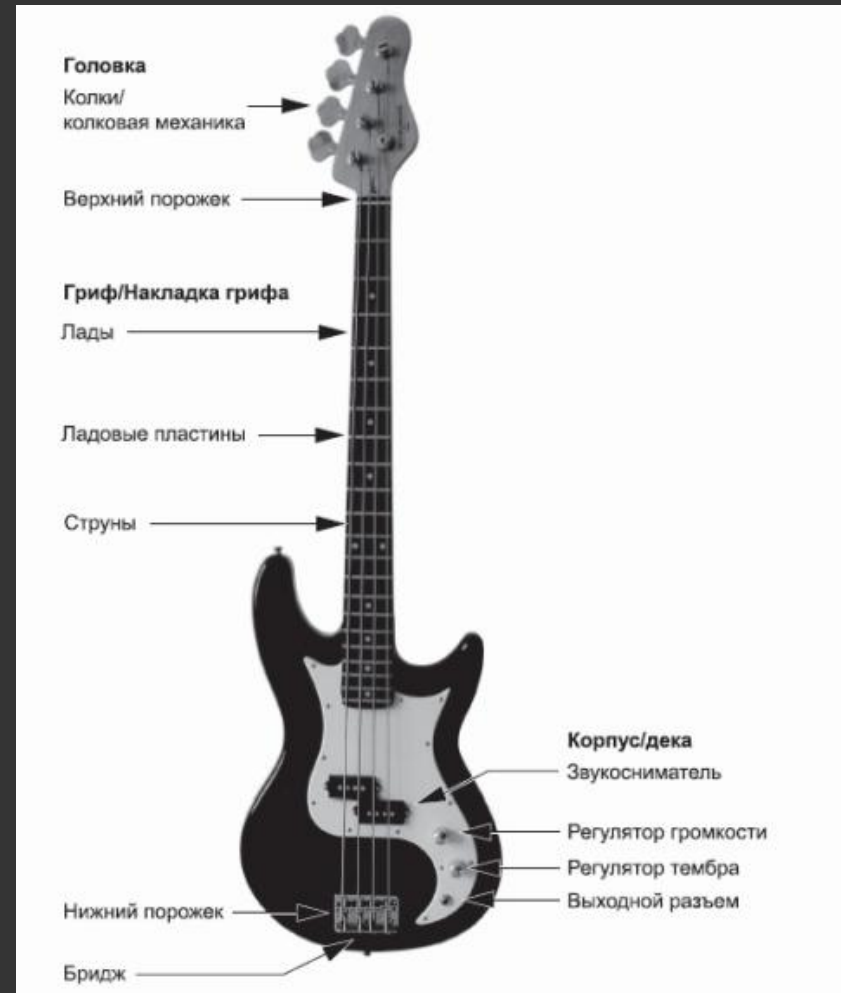 Головка
Колки/
колковая механика
Верхний порожек
Гриф/Накладка грифа
Лады
Ладовые пластины
Струны
Корпус/дека
Звукосниматель
Регулятор громкости
Регулятор тембра
Выходной разъем
Нижний порожек
Бридж